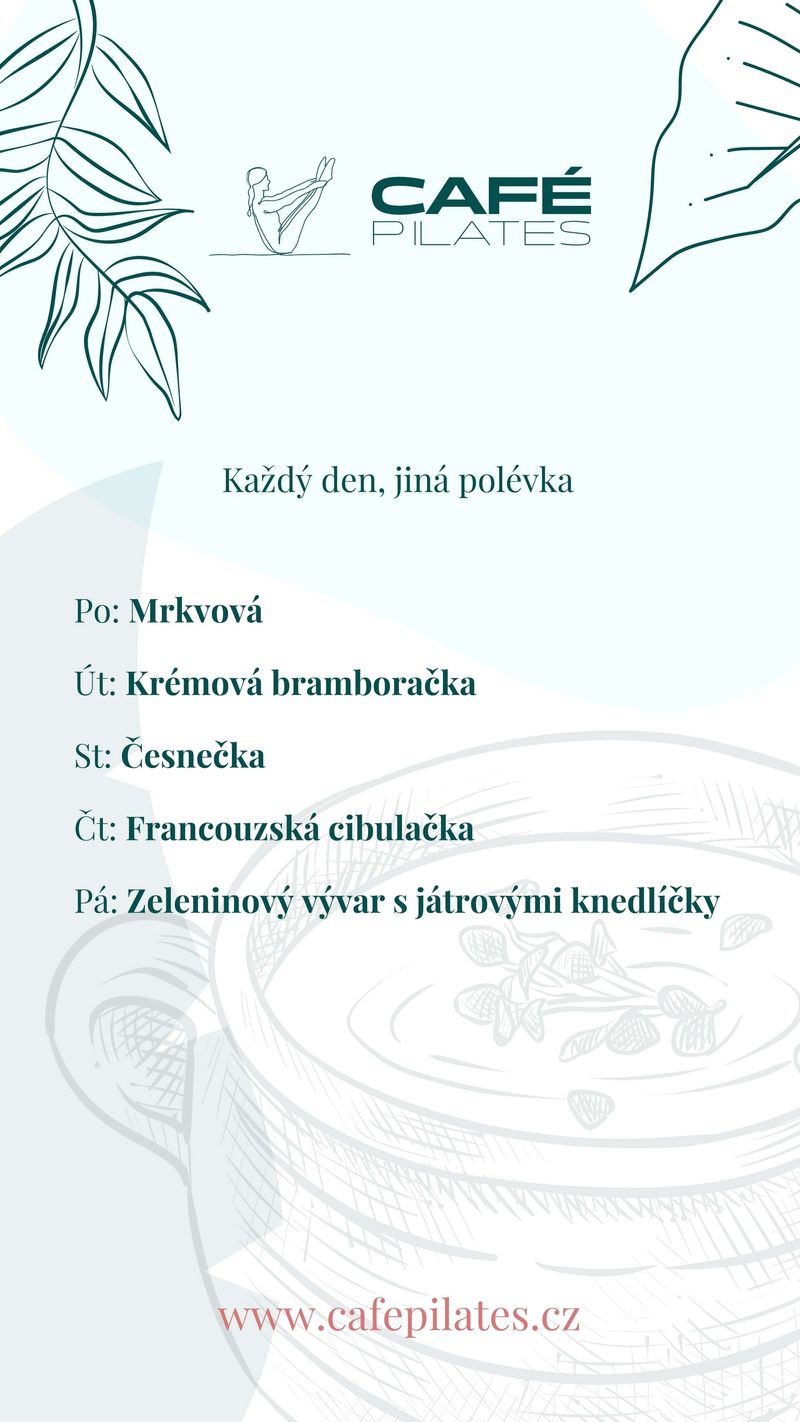 CAFÉ
PILATES
Každý den, jiná polévka
Po: Mrkvová
Út: Krémová bramboračka
St: Česnečka
Čt: Francouzská cibulačka
Pá: Zeleninový vývar s játrovými knedlíčky
www.cafepilates.cz